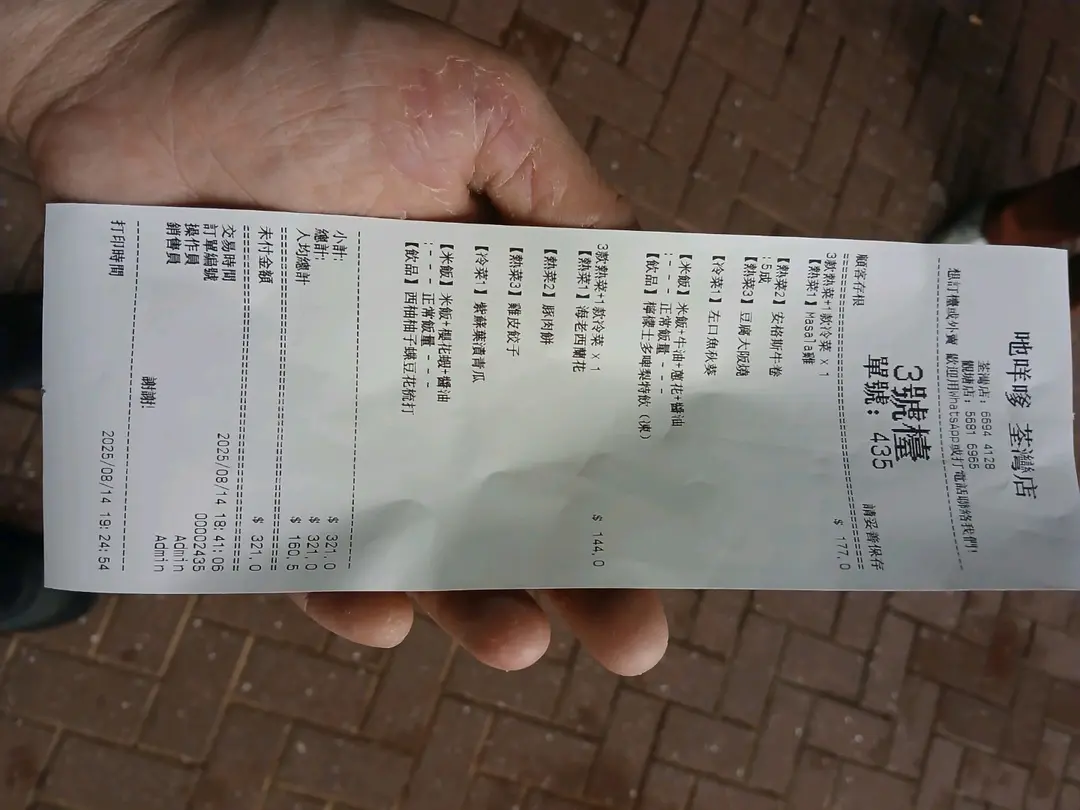 吔咩嗲 荃灣店
荃灣店: 6694 4128
觀塘店: 5681 6965
想訂檯或外賣 歡迎用WhatsApp或打電話聯絡我們!
3號檯
單號: 435
顧客存根 請妥善保存
3款熱菜+1款冷菜 x 1 $ 177.0
【熱菜1】Masala雞
【熱菜2】安格斯牛卷
:5成
【熱菜3】豆腐大阪燒
【冷菜1】左口魚秋葵
【米飯】米飯+牛油+蔥花+醬油
:--- 正常飯量 ---
【飲品】檸檬士多啤梨特飲 (凍)
3款熱菜+1款冷菜 x 1 $ 144.0
【熱菜1】海老西蘭花
【熱菜2】豚肉餅
【熱菜3】雞皮餃子
【冷菜1】紫蘇葉漬青瓜
【米飯】米飯+櫻花蝦+醬油
:--- 正常飯量 ---
【飲品】西柚柚子蝶豆花梳打
小計: $ 321.0
總計: $ 321.0
人均總計 $ 160.5
未付金額 $ 321.0
交易時間 2025/08/14 18:41:06
訂單編號 00002435
操作員 Admin
銷售員 Admin
謝謝!
打印時間 2025/08/14 19:24:54